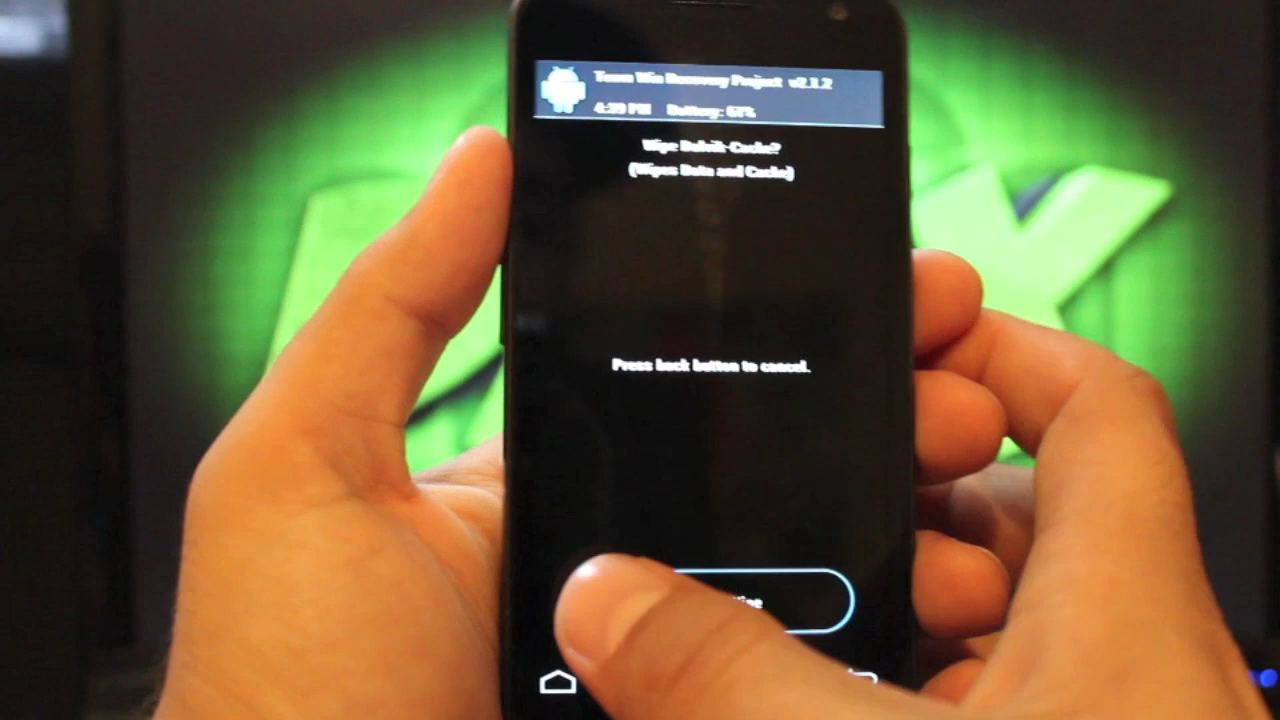 Team Win Recovery Project v2.1.2
4:39 PM Battery: 67%
Wipe Dalvik-Cache?
(Wipes Data and Cache)
Press back button to cancel.